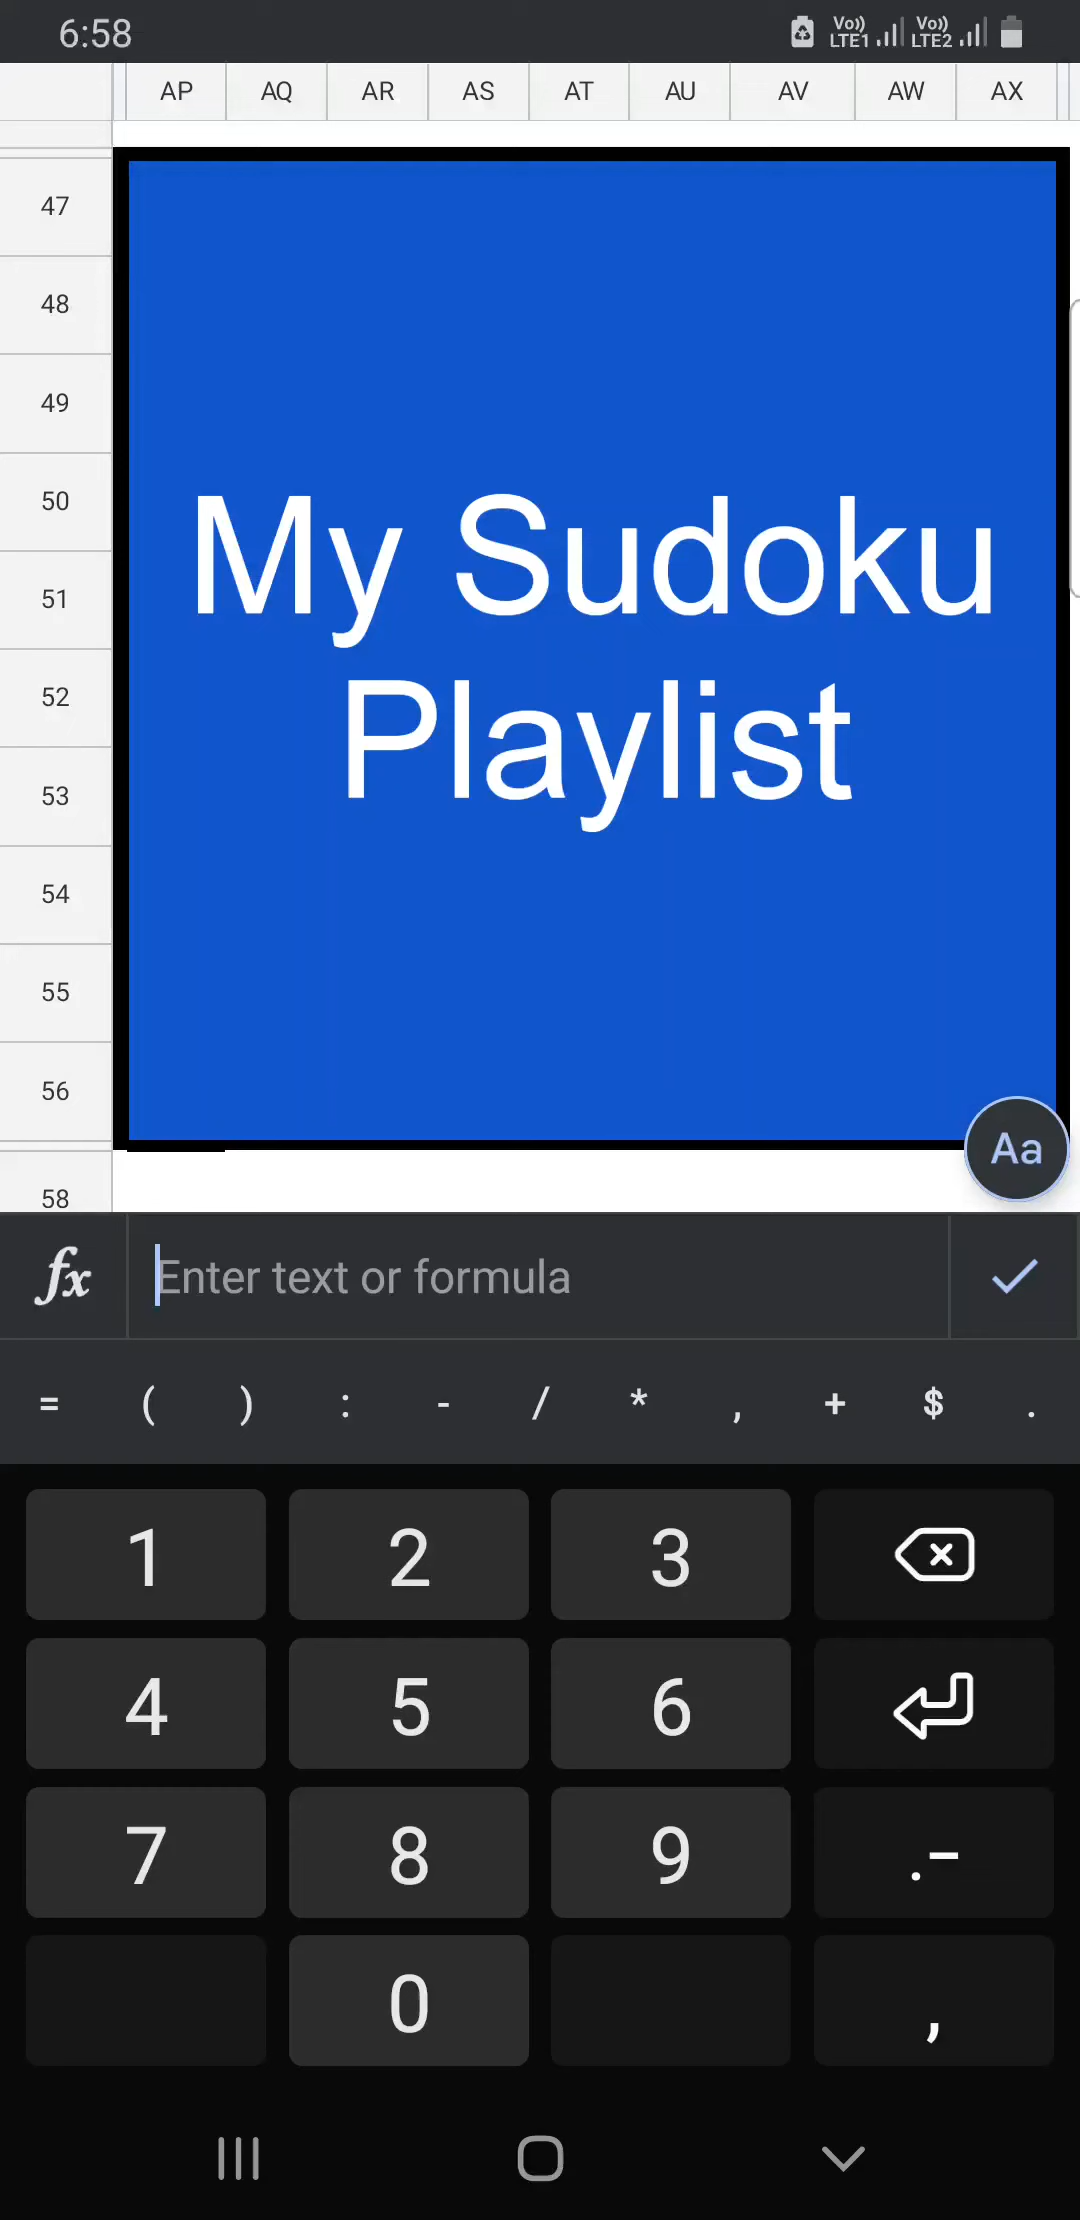 6:58
Vo)) LTE1 Vo)) LTE2
AP AQ AR AS AT AU AV AW AX
47
48
49
50
51
52
53
54
55
56
58
My Sudoku
Playlist
Aa
fx Enter text or formula
= ( ) : - / * , + $ .
1 2 3
4 5 6
7 8 9 .-
0 ,